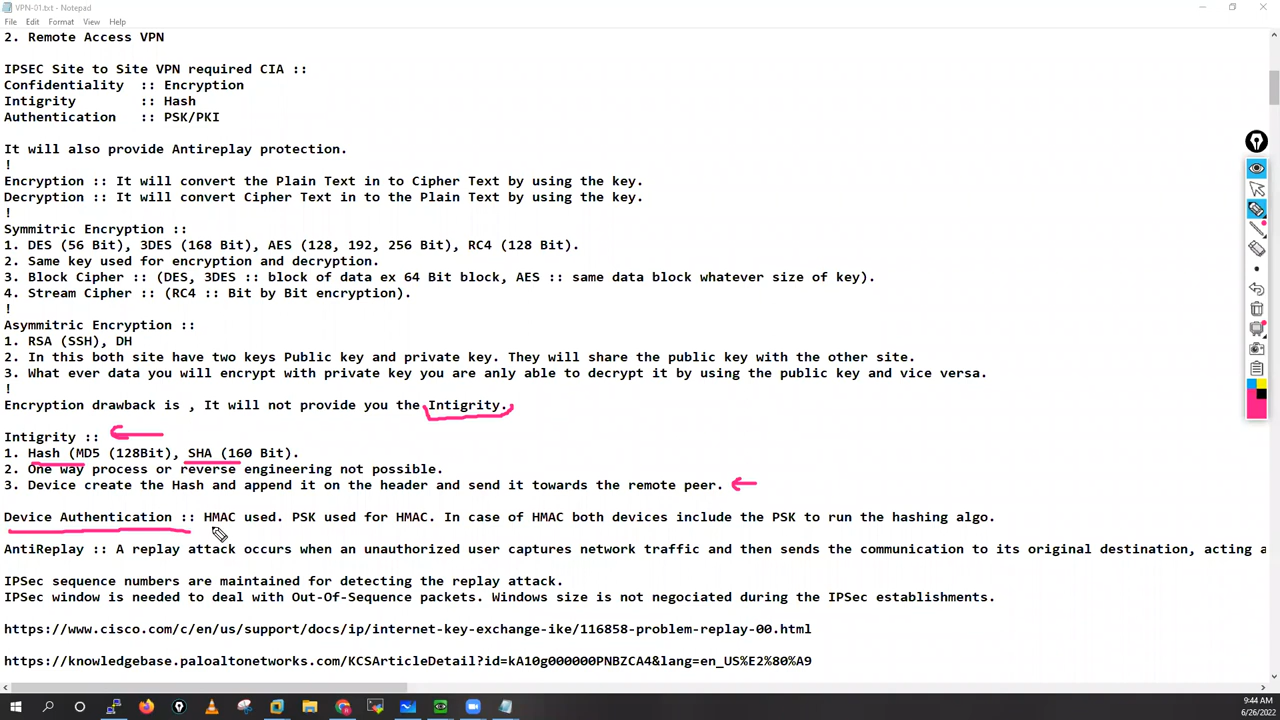 VPN-01.txt - Notepad
File Edit Format View Help
2. Remote Access VPN
IPSEC Site to Site VPN required CIA ::
Confidentiality :: Encryption
Intigrity :: Hash
Authentication :: PSK/PKI
It will also provide Antireplay protection.
!
Encryption :: It will convert the Plain Text in to Cipher Text by using the key.
Decryption :: It will convert Cipher Text in to the Plain Text by using the key.
!
Symmitric Encryption ::
1. DES (56 Bit), 3DES (168 Bit), AES (128, 192, 256 Bit), RC4 (128 Bit).
2. Same key used for encryption and decryption.
3. Block Cipher :: (DES, 3DES :: block of data ex 64 Bit block, AES :: same data block whatever size of key).
4. Stream Cipher :: (RC4 :: Bit by Bit encryption).
!
Asymmitric Encryption ::
1. RSA (SSH), DH
2. In this both site have two keys Public key and private key. They will share the public key with the other site.
3. What ever data you will encrypt with private key you are anly able to decrypt it by using the public key and vice versa.
!
Encryption drawback is , It will not provide you the Intigrity.
Intigrity ::
1. Hash (MD5 (128Bit), SHA (160 Bit).
2. One way process or reverse engineering not possible.
3. Device create the Hash and append it on the header and send it towards the remote peer.
Device Authentication :: HMAC used. PSK used for HMAC. In case of HMAC both devices include the PSK to run the hashing algo.
AntiReplay :: A replay attack occurs when an unauthorized user captures network traffic and then sends the communication to its original destination, acting a
IPSec sequence numbers are maintained for detecting the replay attack.
IPSec window is needed to deal with Out-Of-Sequence packets. Windows size is not negotiated during the IPSec establishments.
https://www.cisco.com/c/en/us/support/docs/ip/internet-key-exchange-ike/116858-problem-replay-00.html
https://knowledgebase.paloaltonetworks.com/KCSArticleDetail?id=kA10g000000PNBZCA4&lang=en_US%E2%80%A9
9:44 AM
6/26/2022